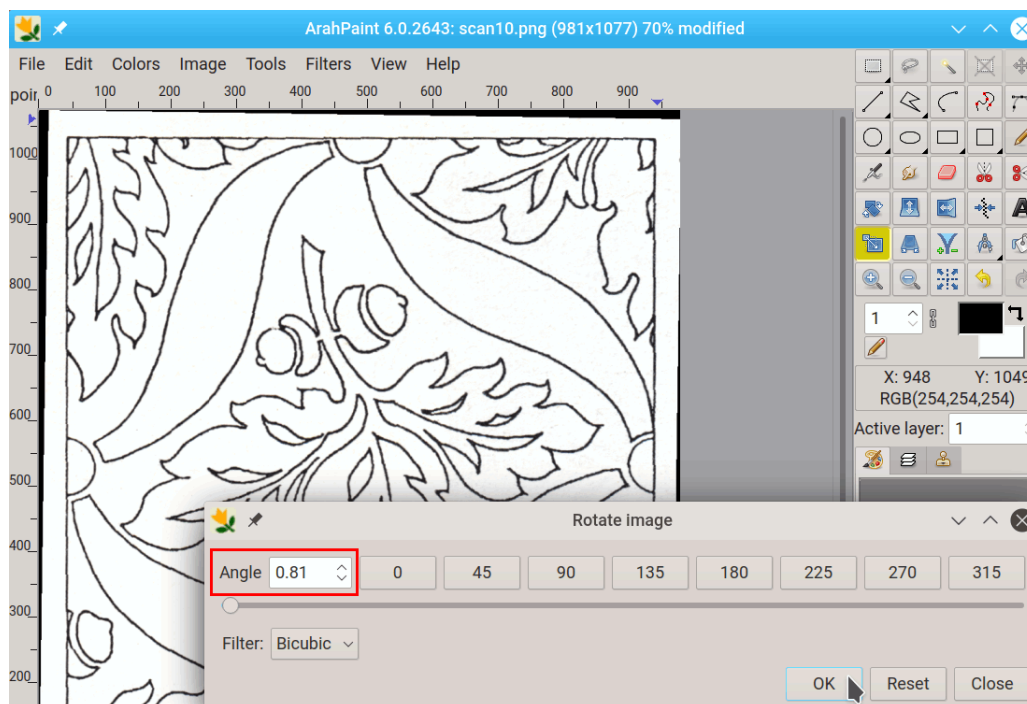 ArahPaint 6.0.2643: scan10.png (981x1077) 70% modified
File Edit Colors Image Tools Filters View Help
0 100 200 300 400 500 600 700 800 900
1000
900
800
700
600
500
400
300
200
1
X: 948 Y: 1049
RGB(254,254,254)
Active layer: 1
Rotate image
Angle 0.81 0 45 90 135 180 225 270 315
Filter: Bicubic
OK Reset Close